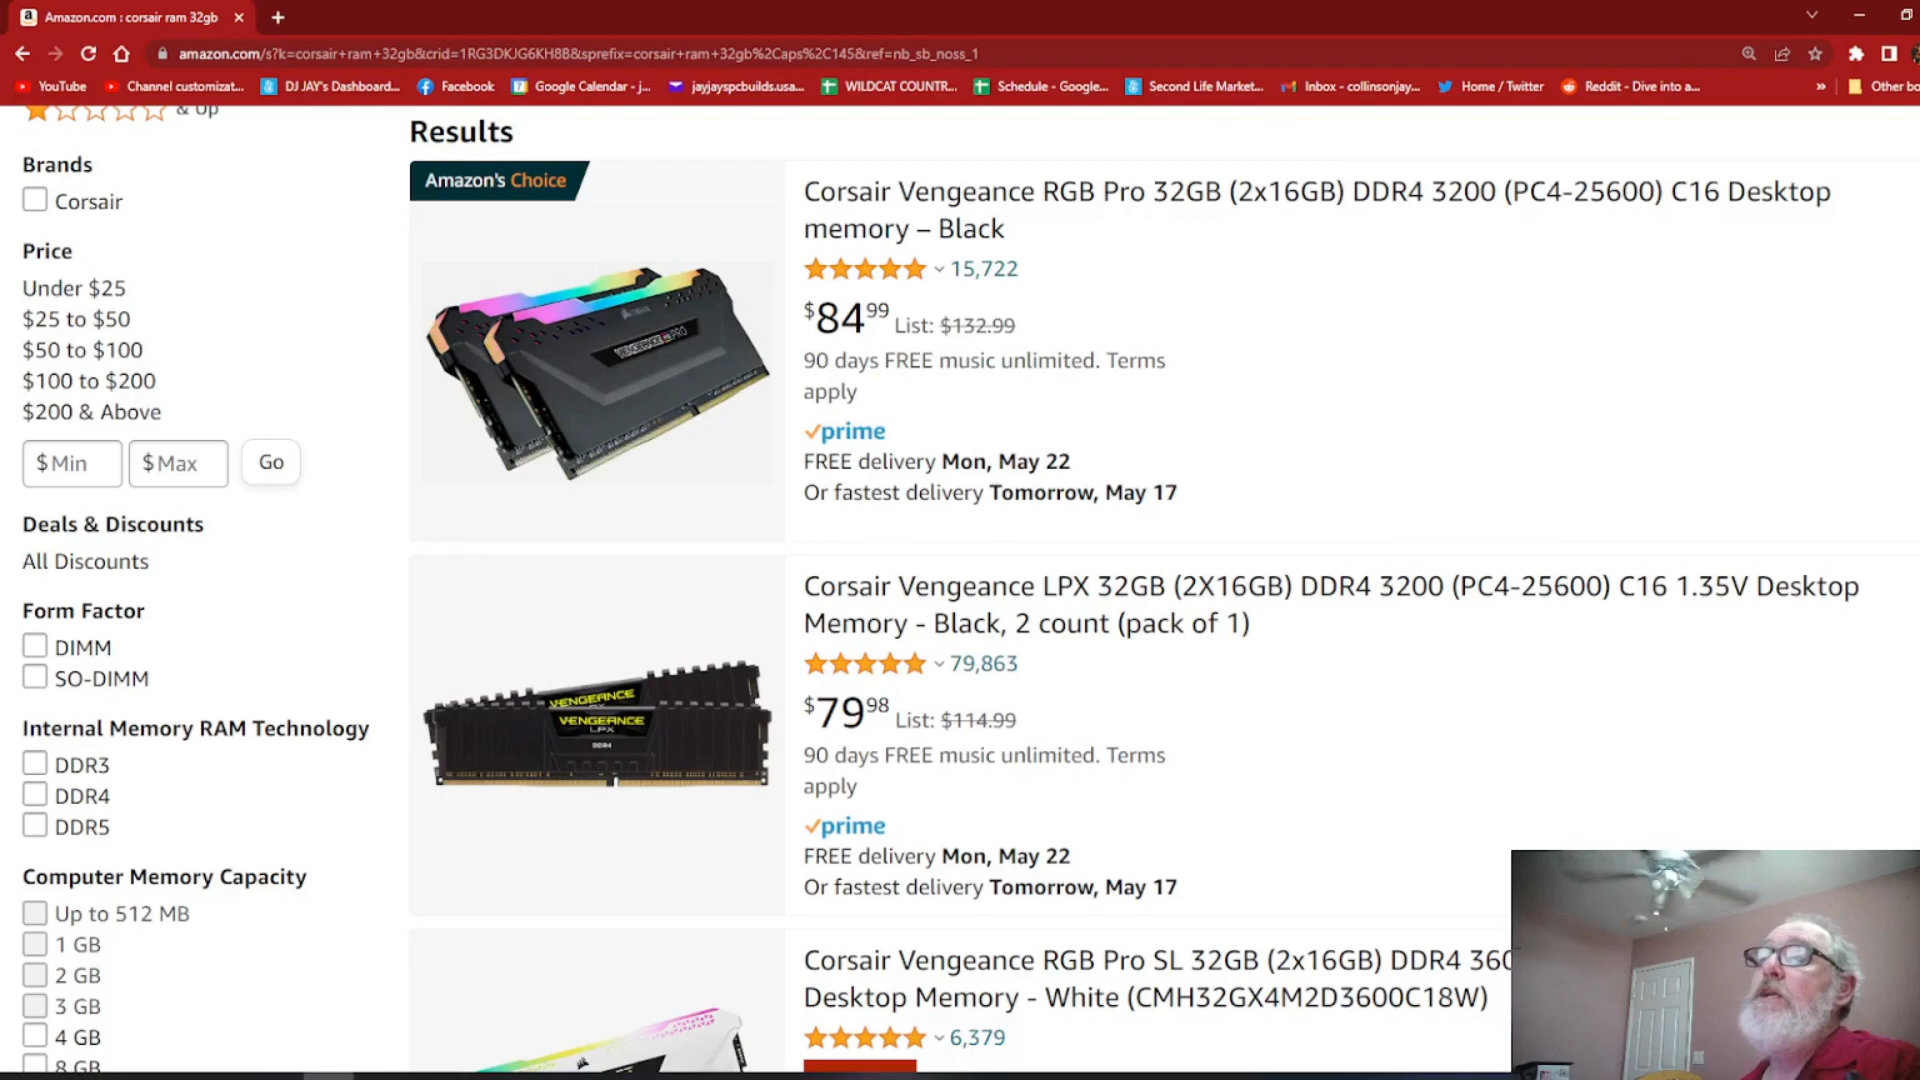 Amazon.com : corsair ram 32gb
amazon.com/s?k=corsair+ram+32gb&crid=1RG3DKJG6KH8B&sprefix=corsair+ram+32gb%2Caps%2C145&ref=nb_sb_noss_1
YouTube
Channel customizat...
DJ JAY's Dashboard...
Facebook
Google Calendar - j...
jayjayspcbuilds.usa...
WILDCAT COUNTR...
Schedule - Google...
Second Life Market...
Inbox - collinsonjay...
Home / Twitter
Reddit - Dive into a...
»
Other bo
& Up
Brands
Corsair
Price
Under $25
$25 to $50
$50 to $100
$100 to $200
$200 & Above
$ Min
$ Max
Go
Deals & Discounts
All Discounts
Form Factor
DIMM
SO-DIMM
Internal Memory RAM Technology
DDR3
DDR4
DDR5
Computer Memory Capacity
Up to 512 MB
1 GB
2 GB
3 GB
4 GB
8 GB
Results
Amazon's Choice
VENGEANCE RGB PRO
CORSAIR
Corsair Vengeance RGB Pro 32GB (2x16GB) DDR4 3200 (PC4-25600) C16 Desktop
memory – Black
15,722
$84.99 List: $132.99
90 days FREE music unlimited. Terms
apply
prime
FREE delivery Mon, May 22
Or fastest delivery Tomorrow, May 17
VENGEANCE
VENGEANCE
LPX
DDR4
Corsair Vengeance LPX 32GB (2X16GB) DDR4 3200 (PC4-25600) C16 1.35V Desktop
Memory - Black, 2 count (pack of 1)
79,863
$79.98 List: $114.99
90 days FREE music unlimited. Terms
apply
prime
FREE delivery Mon, May 22
Or fastest delivery Tomorrow, May 17
Corsair Vengeance RGB Pro SL 32GB (2x16GB) DDR4 360
Desktop Memory - White (CMH32GX4M2D3600C18W)
6,379